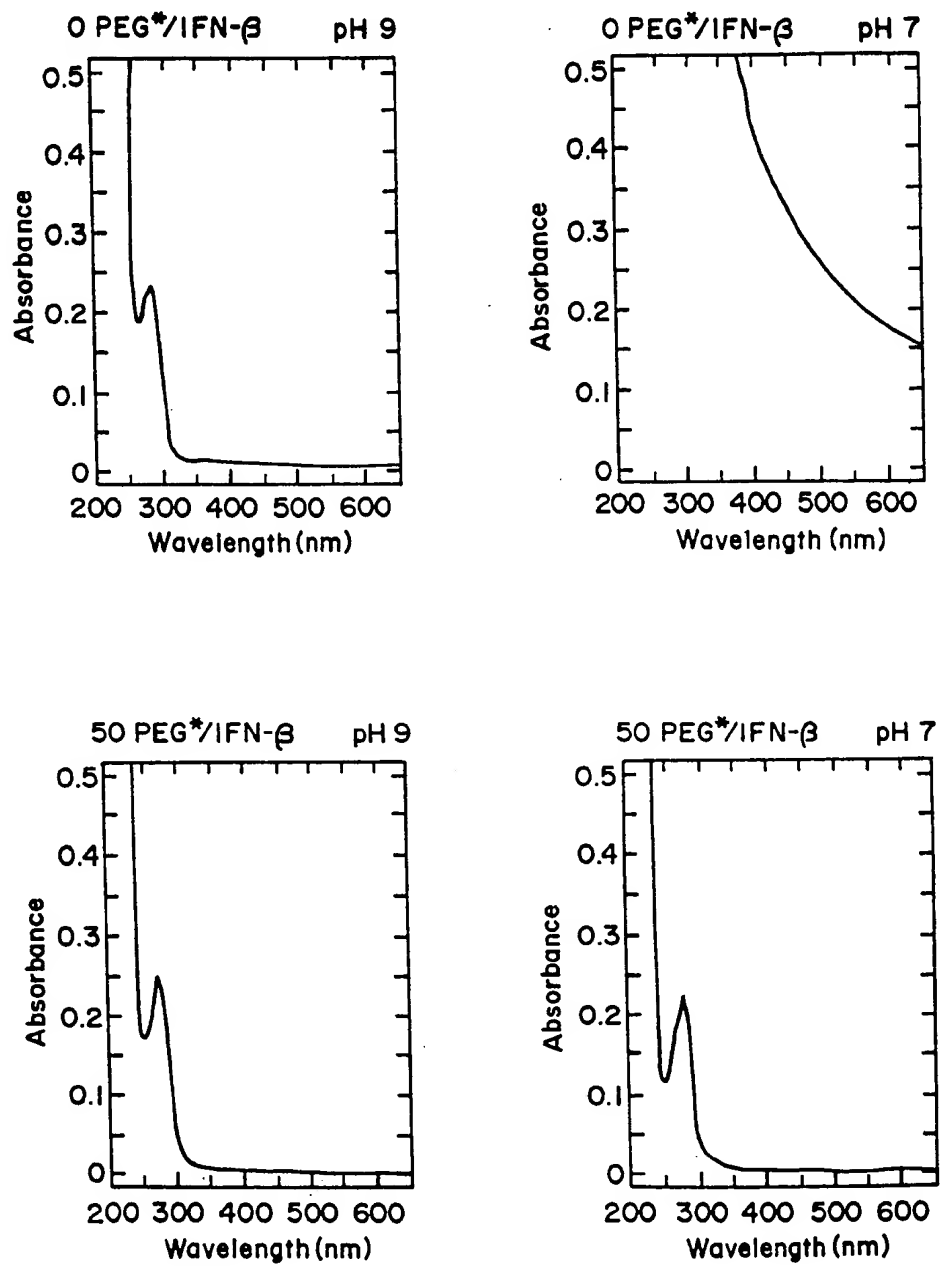 0 PEG*/IFN-β pH 9
0.5
0.4
0.3
0.2
0.1
0
Absorbance
200 300 400 500 600
Wavelength (nm)
0 PEG*/IFN-β pH 7
0.5
0.4
0.3
0.2
0.1
0
Absorbance
200 300 400 500 600
Wavelength (nm)
50 PEG*/IFN-β pH 9
0.5
0.4
0.3
0.2
0.1
0
Absorbance
200 300 400 500 600
Wavelength (nm)
50 PEG*/IFN-β pH 7
0.5
0.4
0.3
0.2
0.1
0
Absorbance
200 300 400 500 600
Wavelength (nm)